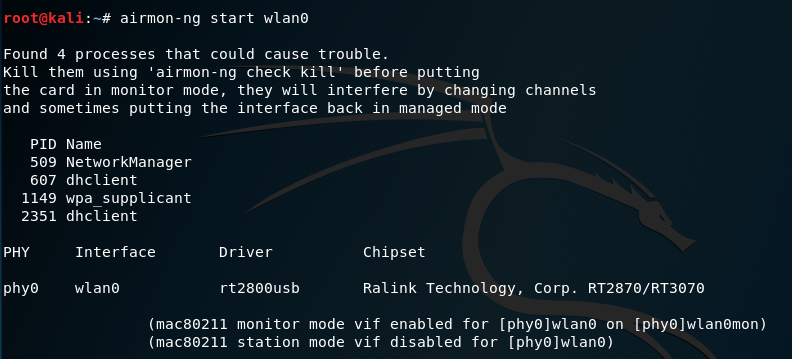 root@kali:~# airmon-ng start wlan0
Found 4 processes that could cause trouble.
Kill them using 'airmon-ng check kill' before putting
the card in monitor mode, they will interfere by changing channels
and sometimes putting the interface back in managed mode
PID Name
509 NetworkManager
607 dhclient
1149 wpa_supplicant
2351 dhclient
PHY Interface Driver Chipset
phy0 wlan0 rt2800usb Ralink Technology, Corp. RT2870/RT3070
(mac80211 monitor mode vif enabled for [phy0]wlan0 on [phy0]wlan0mon)
(mac80211 station mode vif disabled for [phy0]wlan0)